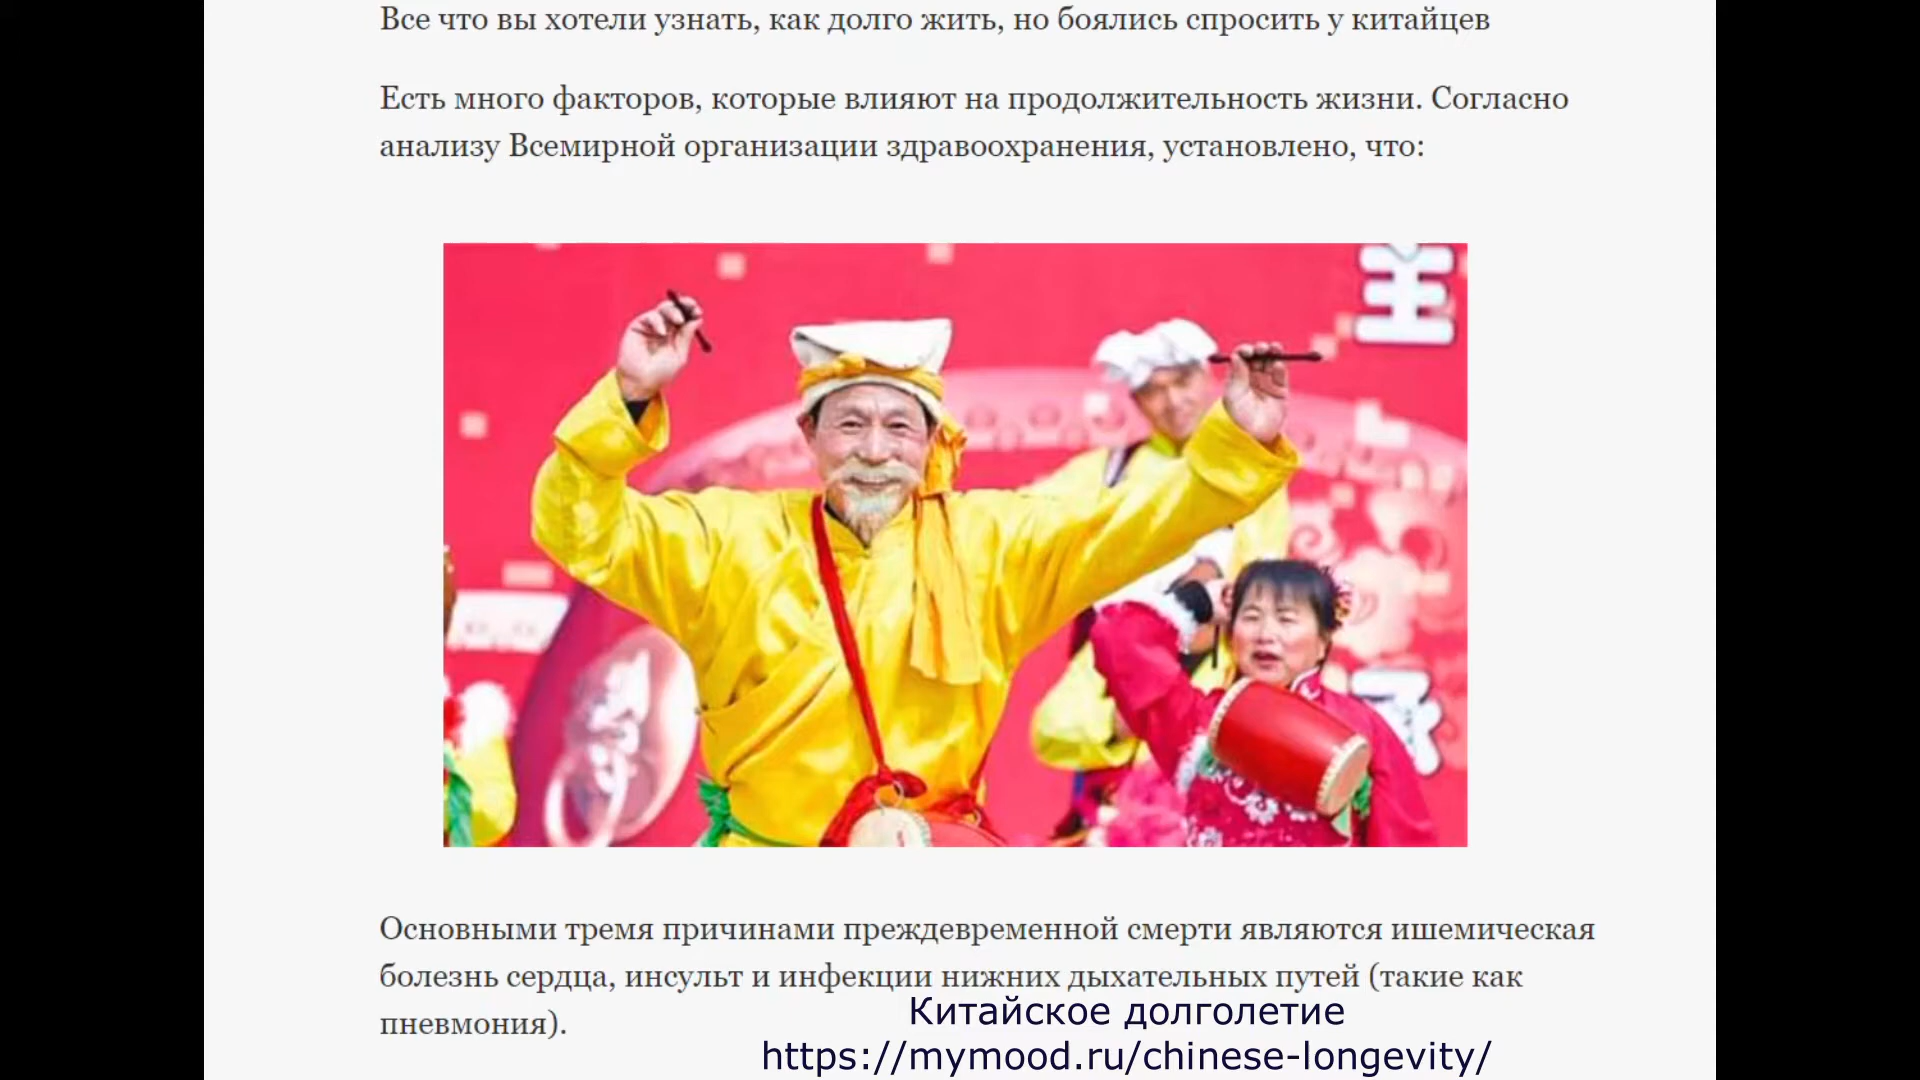 Все что вы хотели узнать, как долго жить, но боялись спросить у китайцев
Есть много факторов, которые влияют на продолжительность жизни. Согласно
анализу Всемирной организации здравоохранения, установлено, что:
Основными тремя причинами преждевременной смерти являются ишемическая
болезнь сердца, инсульт и инфекции нижних дыхательных путей (такие как
пневмония).
Китайское долголетие
https://mymood.ru/chinese-longevity/